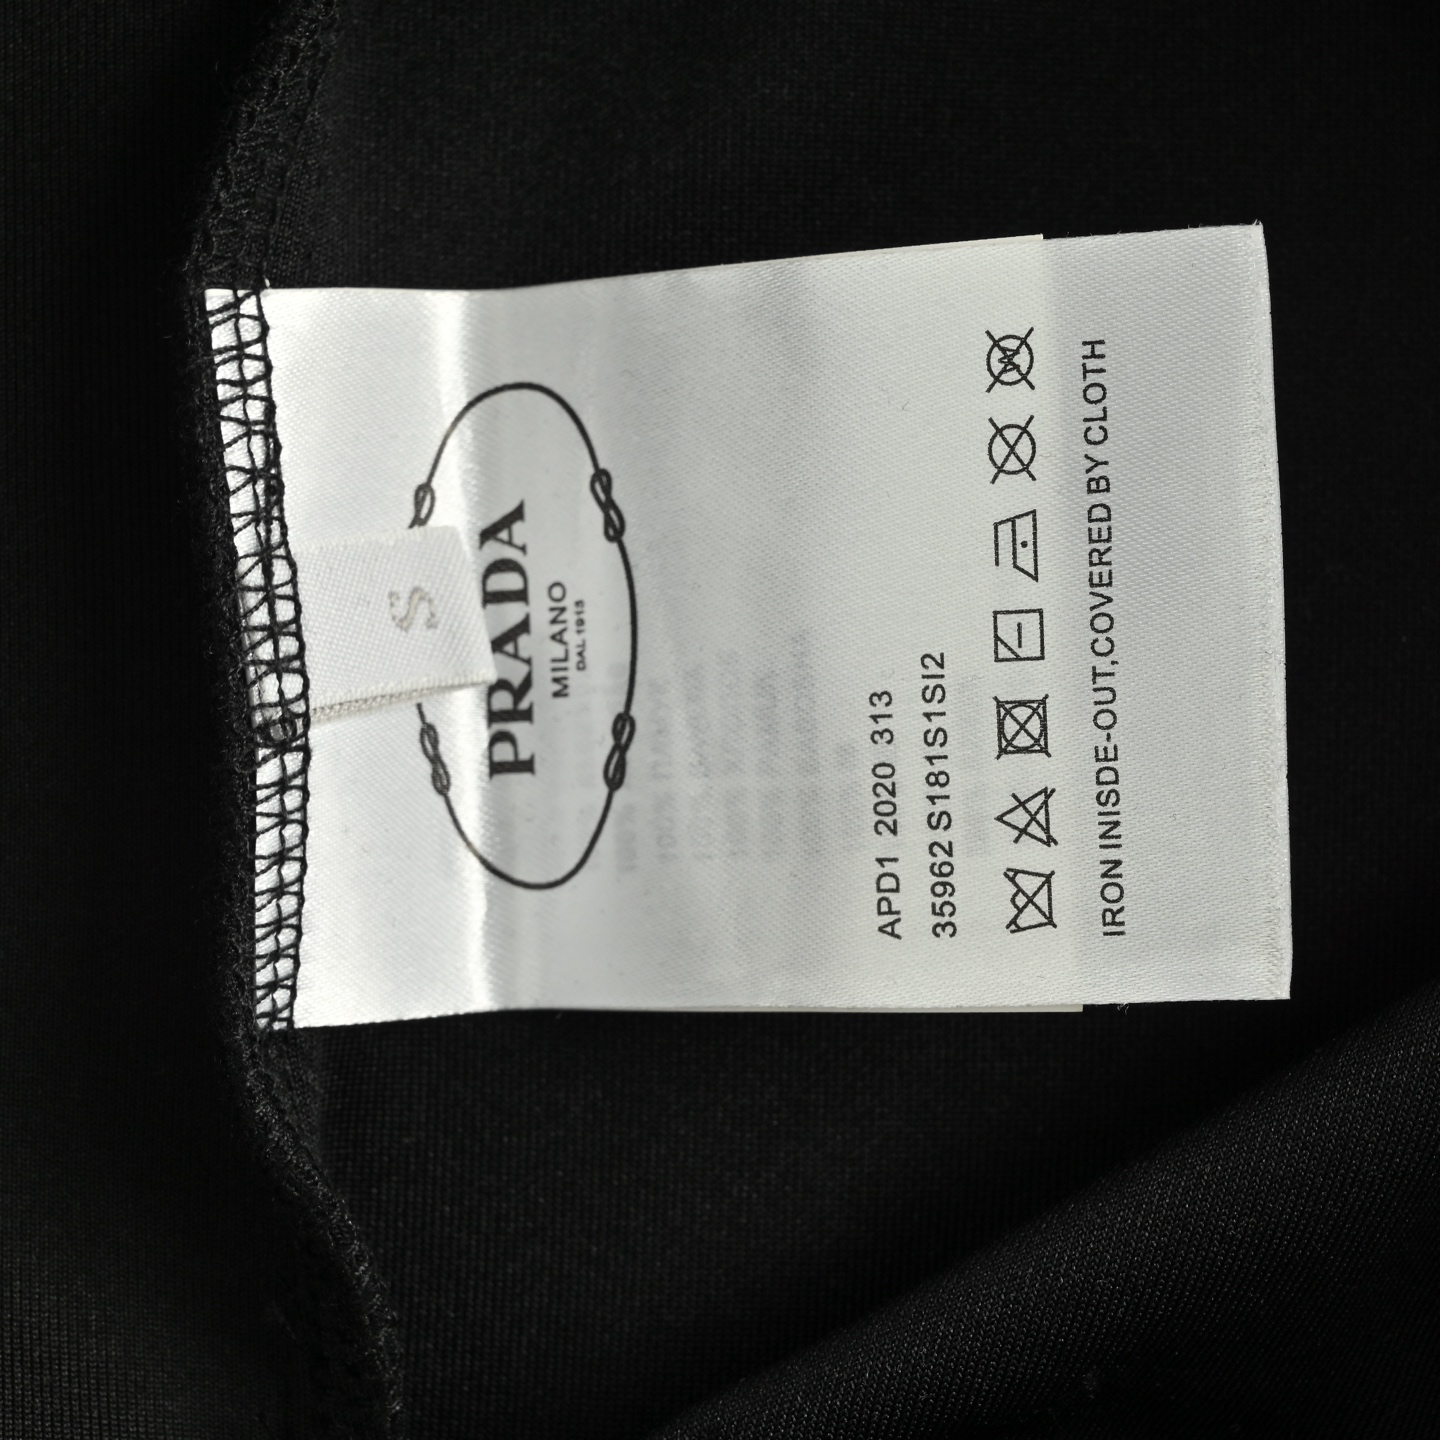 S
PRADA
MILANO
DAL 1913
APD1 2020 313
35962 S181S1SI2
IRON INISDE-OUT,COVERED BY CLOTH